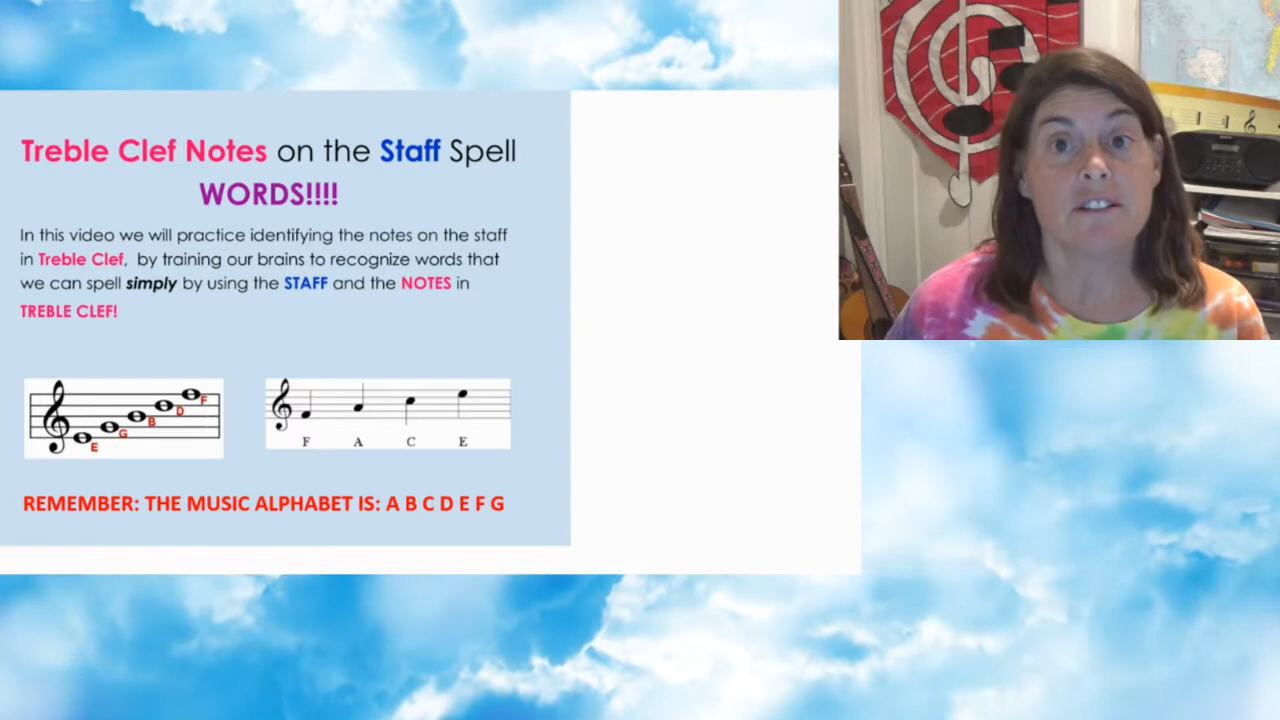 Treble Clef Notes on the Staff Spell
WORDS!!!!
In this video we will practice identifying the notes on the staff
in Treble Clef, by training our brains to recognize words that
we can spell simply by using the STAFF and the NOTES in
TREBLE CLEF!
E G B D F
F A C E
REMEMBER: THE MUSIC ALPHABET IS: A B C D E F G